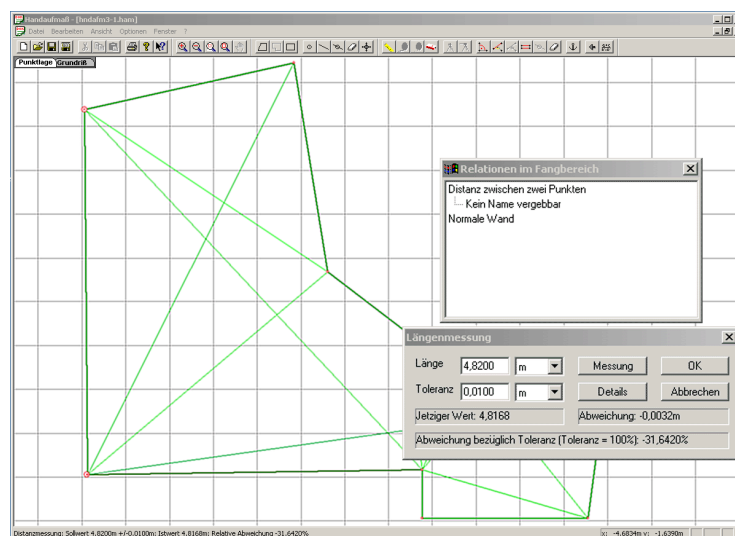 Handaufmaß - [hndafm3-1.ham]
Datei Bearbeiten Ansicht Optionen Fenster ?
Punktlage Grundriß
Relationen im Fangbereich
Distanz zwischen zwei Punkten
Kein Name vergebbar
Normale Wand
Längenmessung
Länge 4,8200 m Messung OK
Toleranz 0,0100 m Details Abbrechen
Jetziger Wert: 4,8168 Abweichung: -0,0032m
Abweichung bezüglich Toleranz (Toleranz = 100%): -31,6420%
Distanzmessung: Sollwert 4.8200m +/-0.0100m; Istwert 4.8168m; Relative Abweichung -31.6420% x: -4.6834m y: -1.6390m